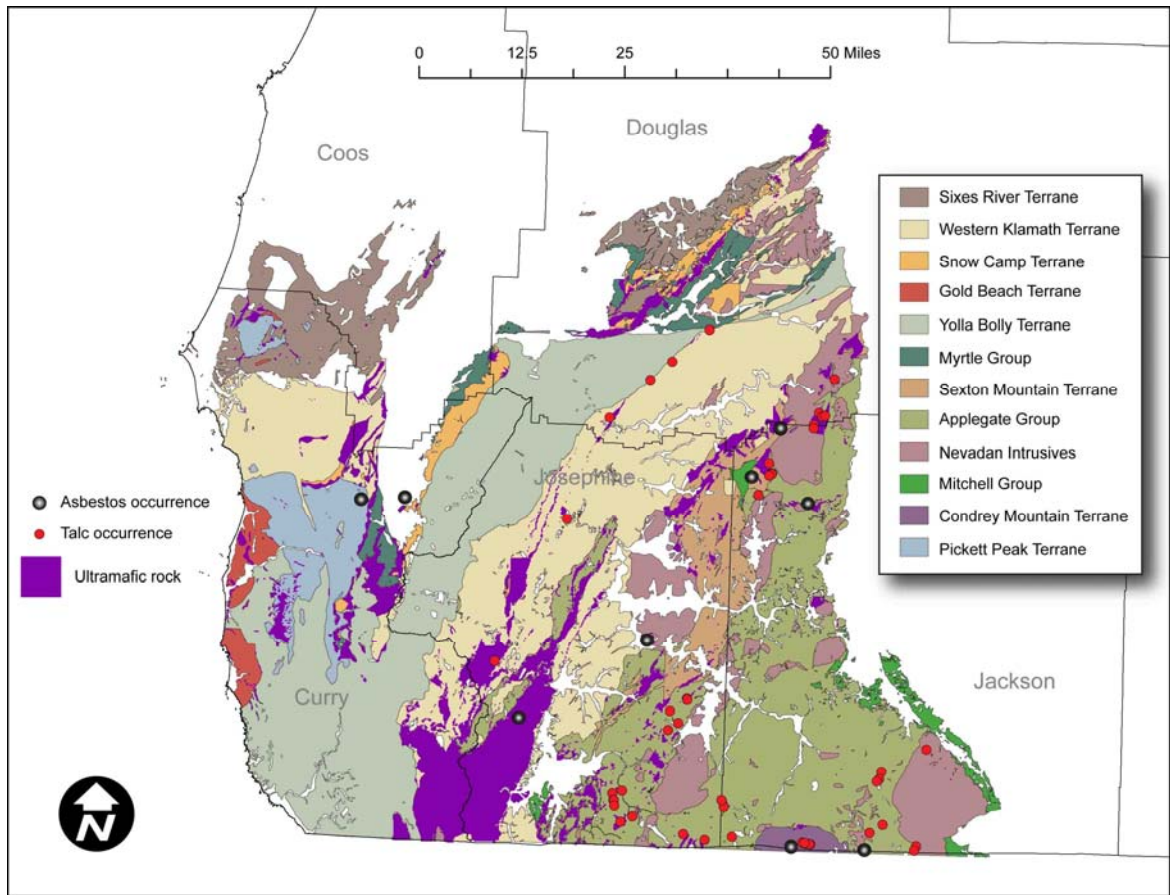 0 12.5 25 50 Miles
Douglas
Coos
Sixes River Terrane
Western Klamath Terrane
Snow Camp Terrane
Gold Beach Terrane
Yolla Bolly Terrane
Myrtle Group
Sexton Mountain Terrane
Applegate Group
Nevadan Intrusives
Mitchell Group
Condrey Mountain Terrane
Pickett Peak Terrane
Josephine
Asbestos occurrence
Talc occurrence
Ultramafic rock
Jackson
Curry
N